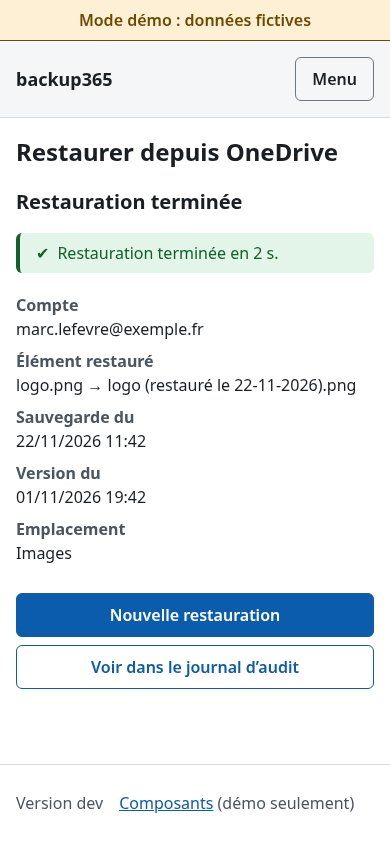 Mode démo : données fictives
backup365
Menu
Restaurer depuis OneDrive
Restauration terminée
✔ Restauration terminée en 2 s.
Compte
marc.lefevre@exemple.fr
Élément restauré
logo.png → logo (restauré le 22-11-2026).png
Sauvegarde du
22/11/2026 11:42
Version du
01/11/2026 19:42
Emplacement
Images
Nouvelle restauration
Voir dans le journal d’audit
Version dev Composants (démo seulement)